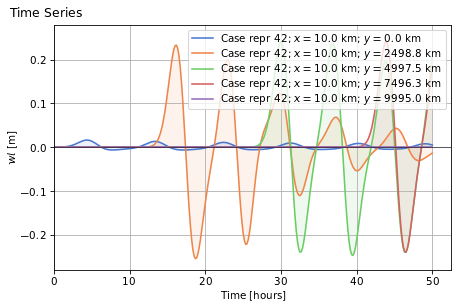 Time Series
Case repr 42; x = 10.0 km; y = 0.0 km
Case repr 42; x = 10.0 km; y = 2498.8 km
Case repr 42; x = 10.0 km; y = 4997.5 km
Case repr 42; x = 10.0 km; y = 7496.3 km
Case repr 42; x = 10.0 km; y = 9995.0 km
0.2
0.1
0.0
−0.1
−0.2
wl [m]
0 10 20 30 40 50
Time [hours]